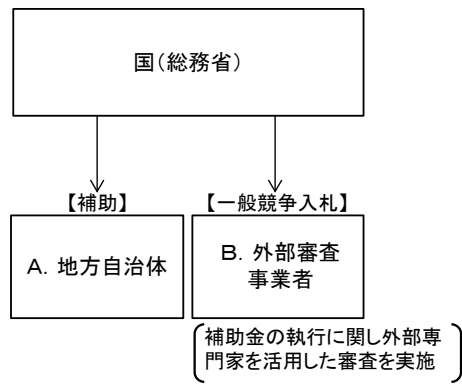 国（総務省）
【補助】
【一般競争入札】
Ａ．地方自治体
Ｂ．外部審査
事業者
補助金の執行に関し外部専
門家を活用した審査を実施